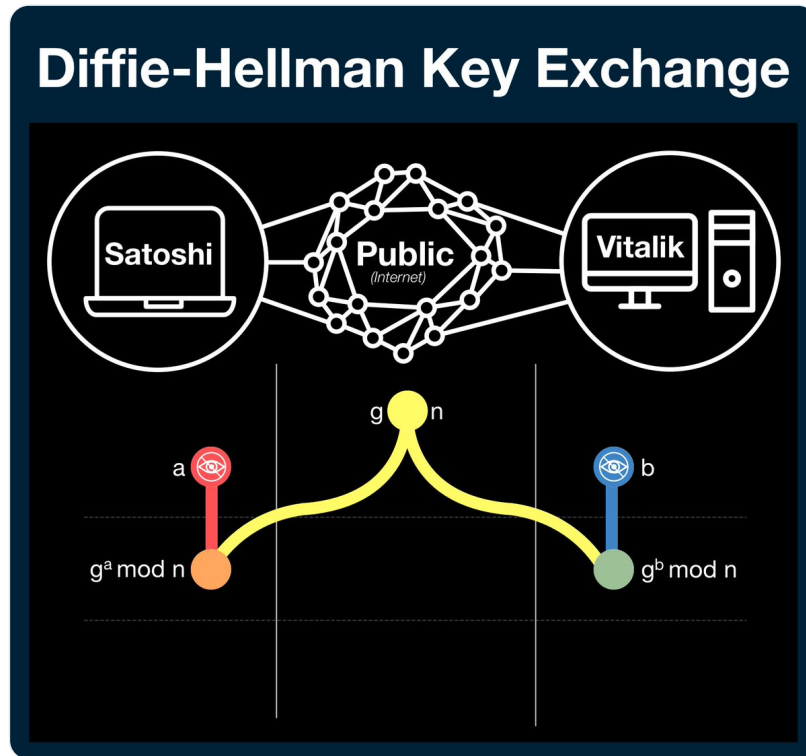 Diffie-Hellman Key Exchange
Satoshi
Public
(Internet)
Vitalik
g n
a
b
gᵃ mod n
gᵇ mod n